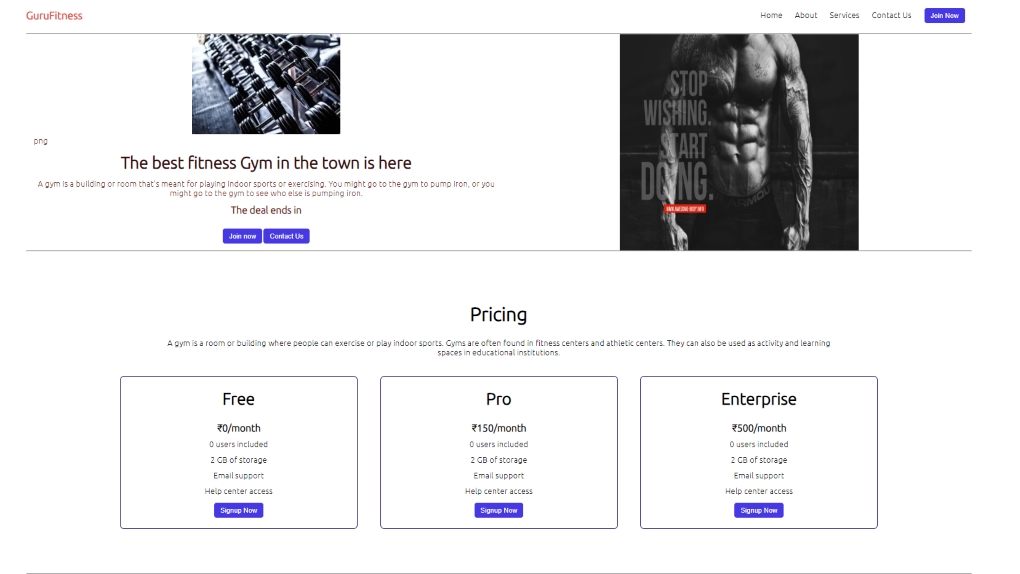 GuruFitness
Home About Services Contact Us Join Now
png
The best fitness Gym in the town is here
A gym is a building or room that's meant for playing indoor sports or exercising. You might go to the gym to pump iron, or you
might go to the gym to see who else is pumping iron.
The deal ends in
Join now Contact Us
STOP
WISHING.
START
DOING.
WWW.AWESOME-BODY.INFO
Pricing
A gym is a room or building where people can exercise or play indoor sports. Gyms are often found in fitness centers and athletic centers. They can also be used as activity and learning
spaces in educational institutions.
Free
₹0/month
0 users included
2 GB of storage
Email support
Help center access
Signup Now
Pro
₹150/month
0 users included
2 GB of storage
Email support
Help center access
Signup Now
Enterprise
₹500/month
0 users included
2 GB of storage
Email support
Help center access
Signup Now